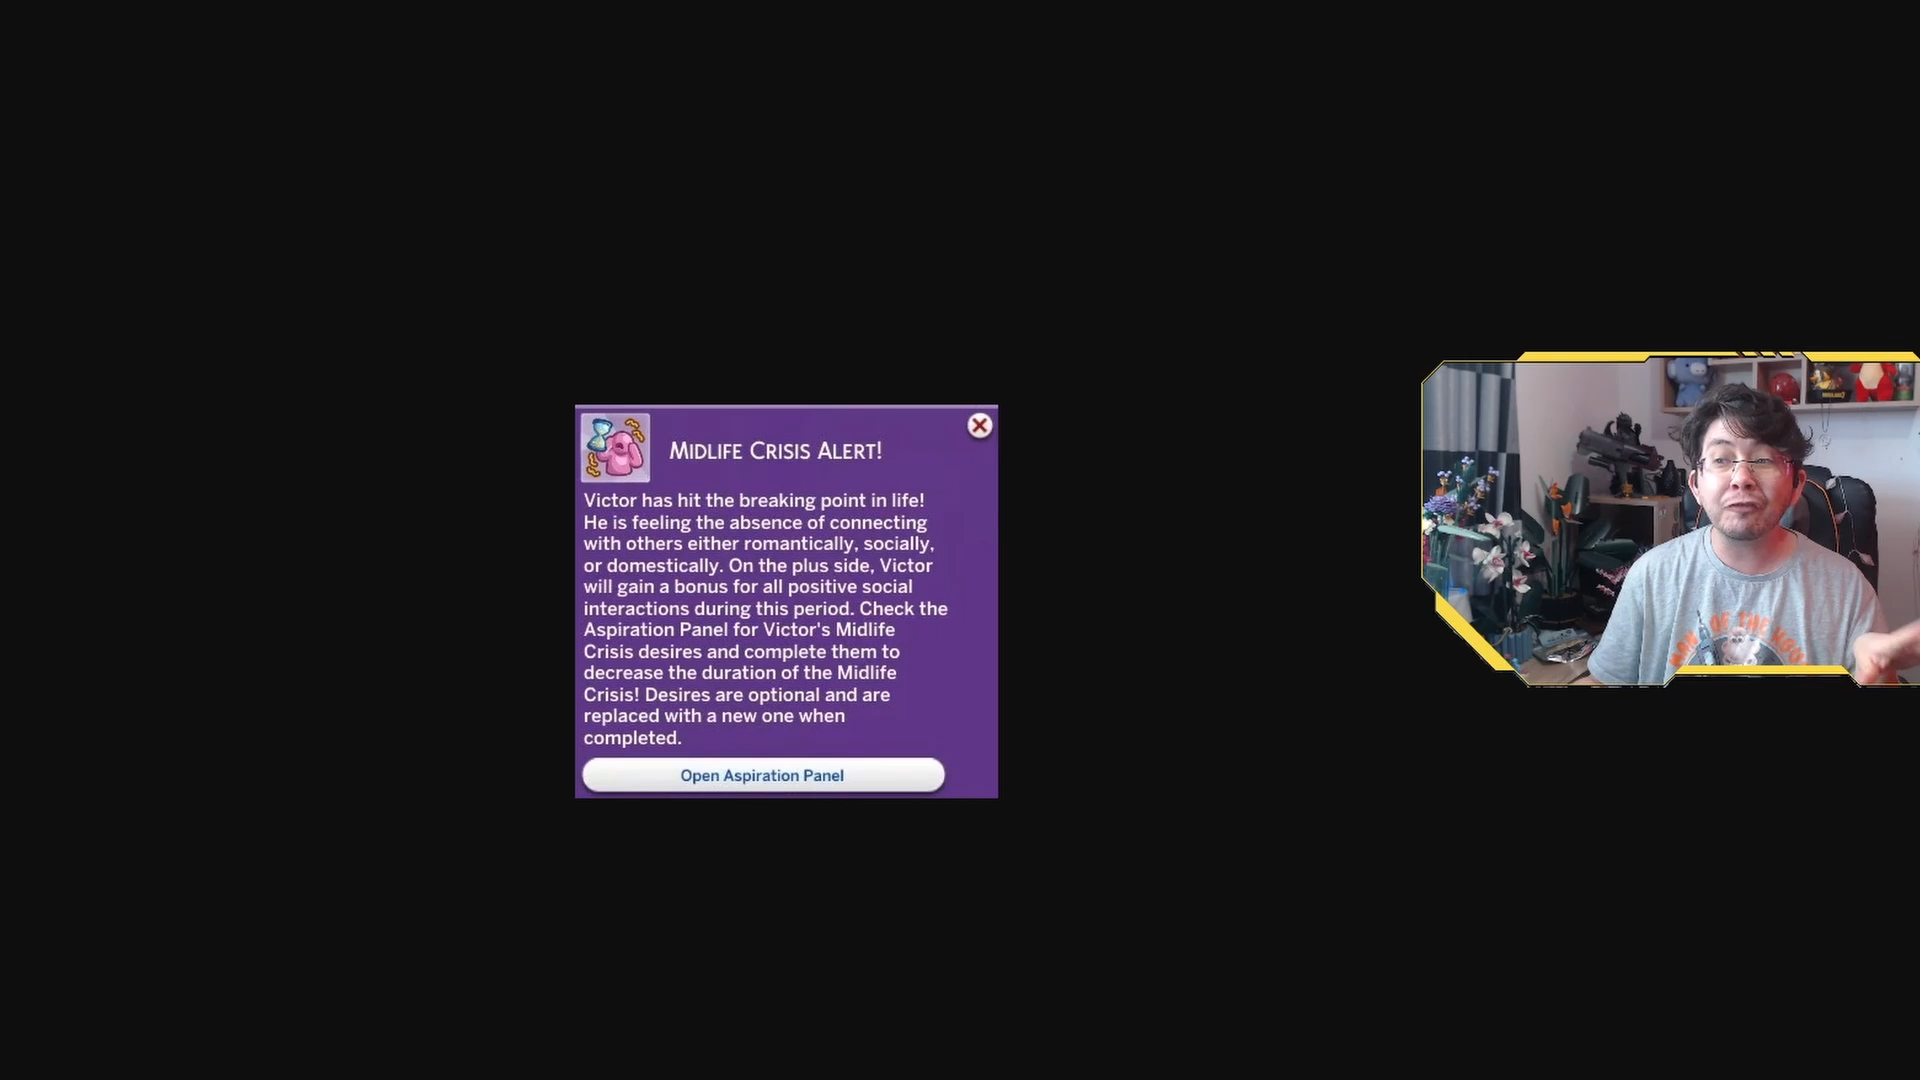 MIDLIFE CRISIS ALERT!
Victor has hit the breaking point in life!
He is feeling the absence of connecting
with others either romantically, socially,
or domestically. On the plus side, Victor
will gain a bonus for all positive social
interactions during this period. Check the
Aspiration Panel for Victor's Midlife
Crisis desires and complete them to
decrease the duration of the Midlife
Crisis! Desires are optional and are
replaced with a new one when
completed.
Open Aspiration Panel
OF THE HOU